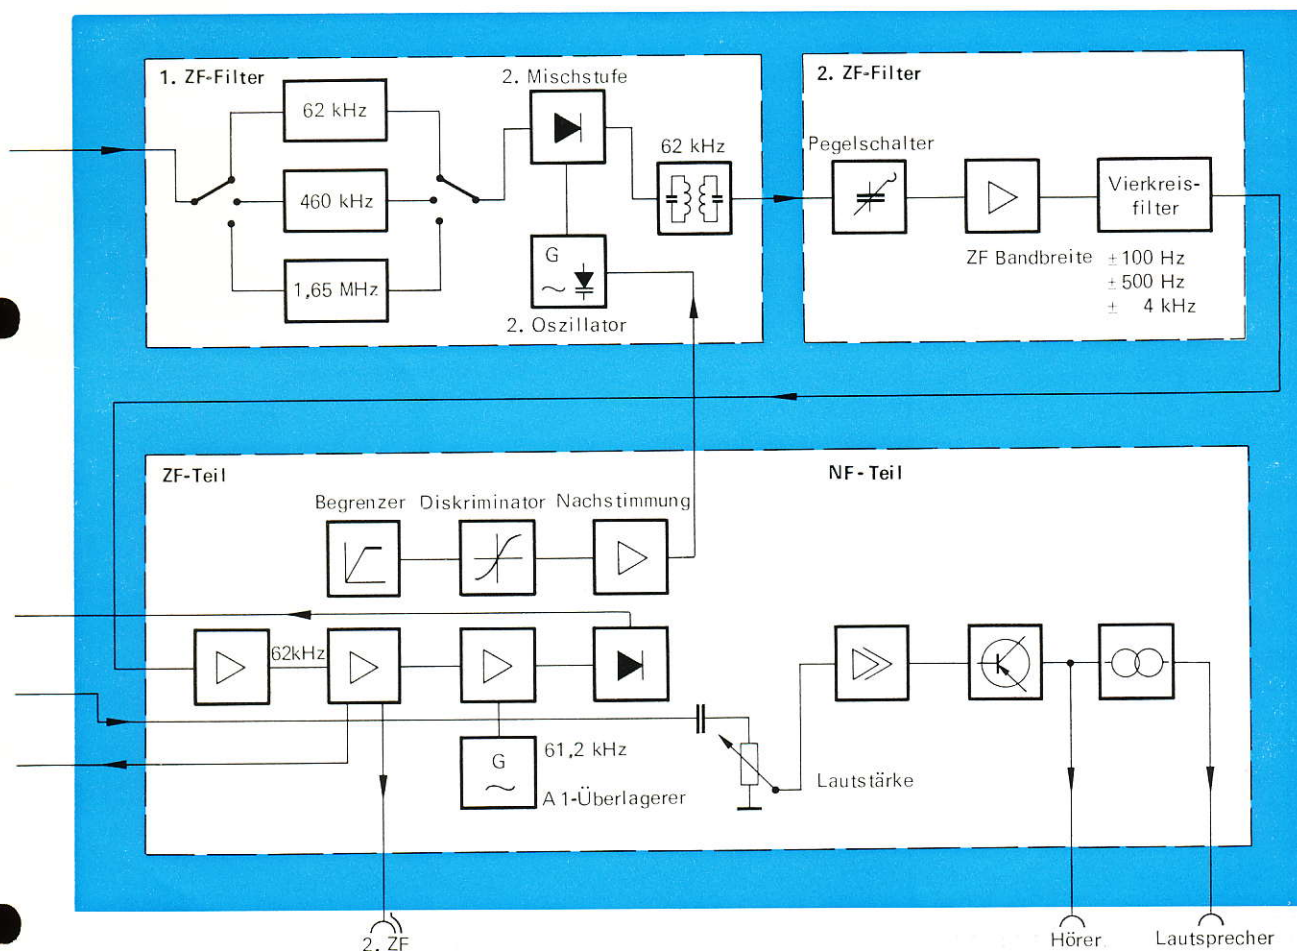 1. ZF-Filter
62 kHz
460 kHz
1,65 MHz
2. Mischstufe
62 kHz
G
2. Oszillator
2. ZF-Filter
Pegelschalter
Vierkreis-
filter
ZF Bandbreite ±100 Hz
±500 Hz
± 4 kHz
ZF-Teil
NF-Teil
Begrenzer
Diskriminator
Nachstimmung
62kHz
G
61,2 kHz
A1-Überlagerer
Lautstärke
2. ZF
Hörer
Lautsprecher